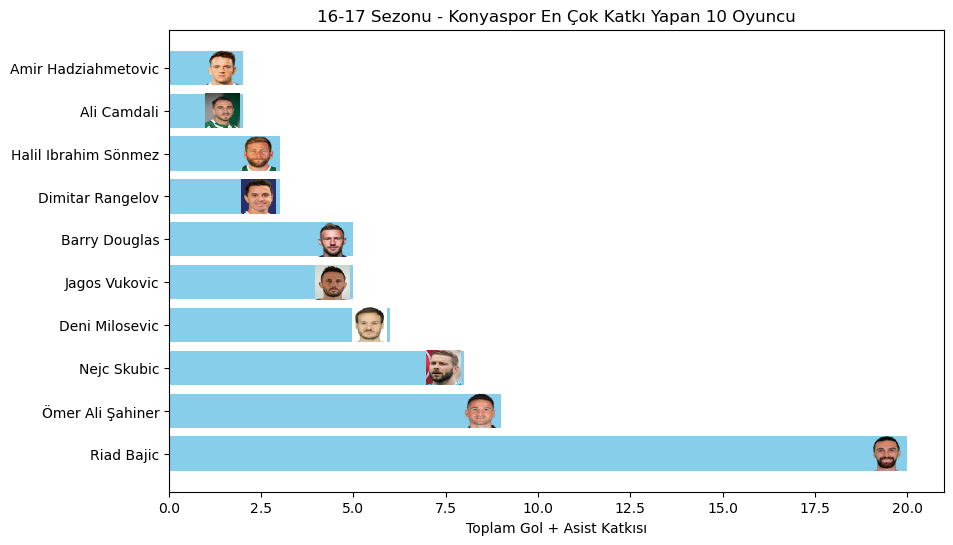 16-17 Sezonu - Konyaspor En Çok Katkı Yapan 10 Oyuncu
Amir Hadziahmetovic
Ali Camdali
Halil Ibrahim Sönmez
Dimitar Rangelov
Barry Douglas
Jagos Vukovic
Deni Milosevic
Nejc Skubic
Ömer Ali Şahiner
Riad Bajic
0.0 2.5 5.0 7.5 10.0 12.5 15.0 17.5 20.0
Toplam Gol + Asist Katkısı